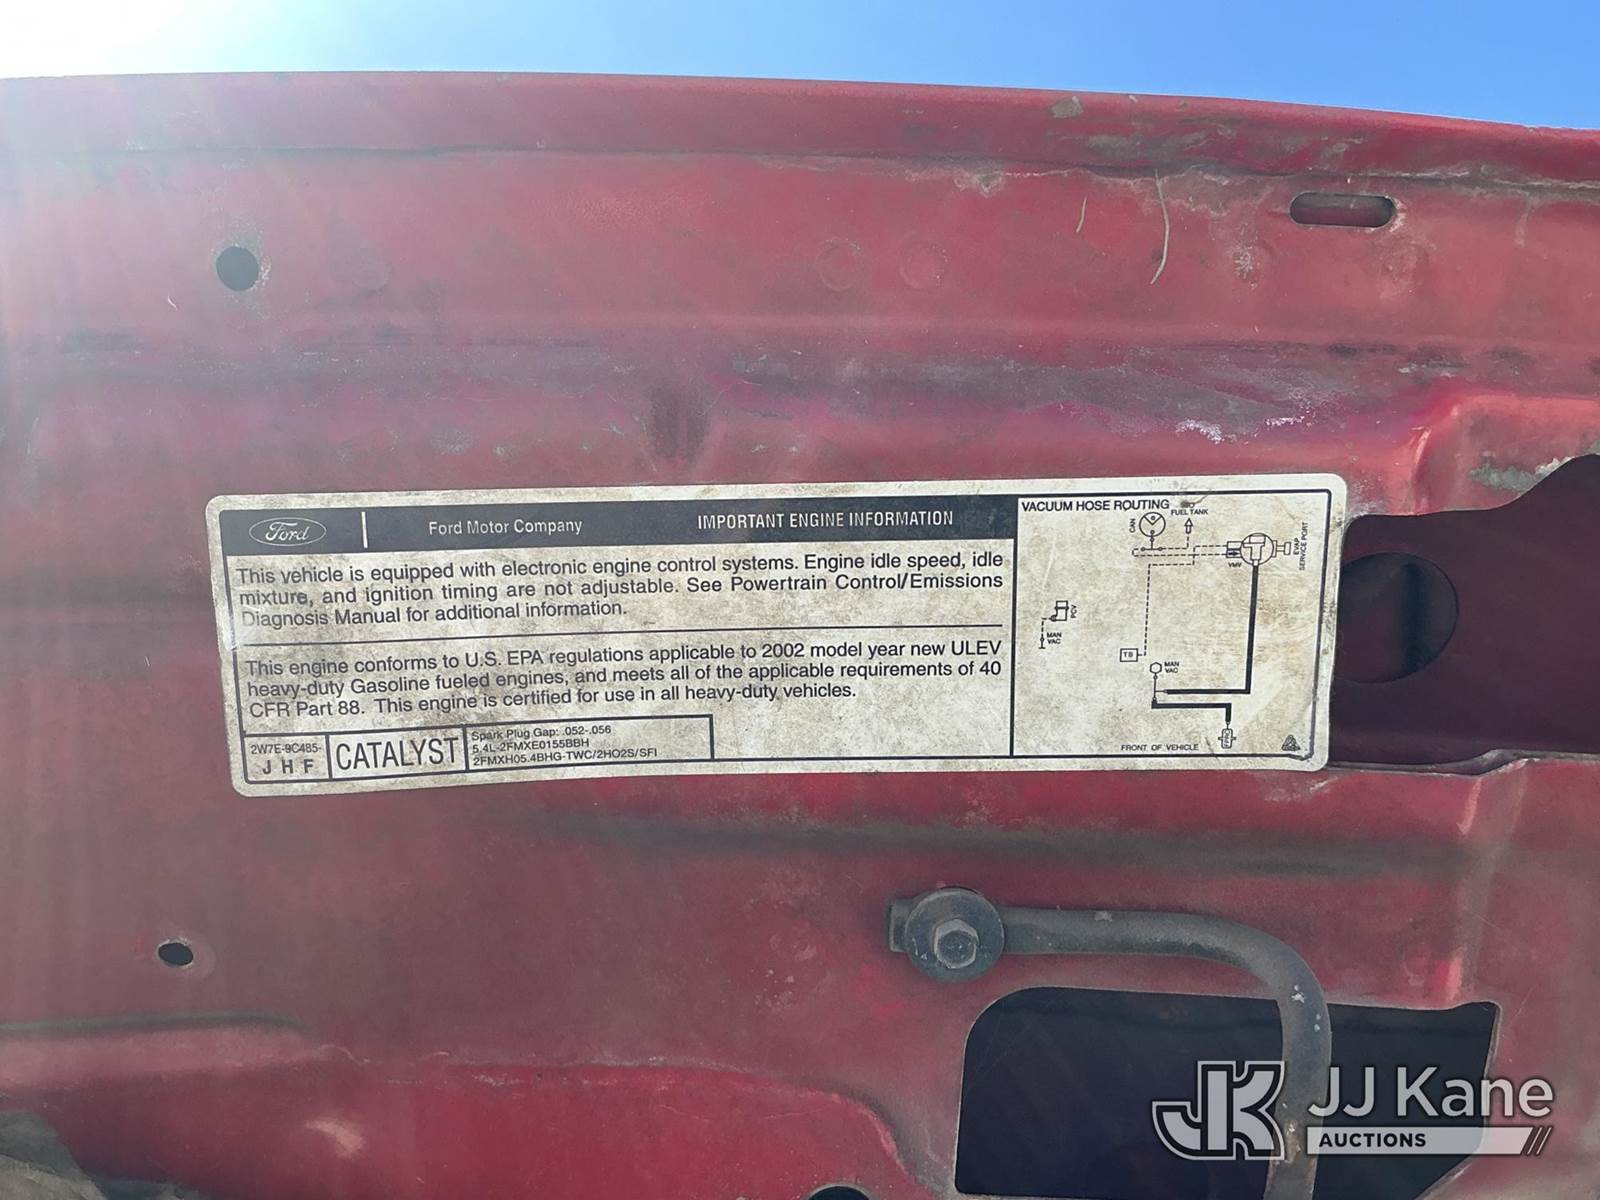 Ford
Ford Motor Company
IMPORTANT ENGINE INFORMATION
This vehicle is equipped with electronic engine control systems. Engine idle speed, idle
mixture, and ignition timing are not adjustable. See Powertrain Control/Emissions
Diagnosis Manual for additional information.
This engine conforms to U.S. EPA regulations applicable to 2002 model year new ULEV
heavy-duty Gasoline fueled engines, and meets all of the applicable requirements of 40
CFR Part 88. This engine is certified for use in all heavy-duty vehicles.
2W7E-9C485-
J H F
CATALYST
Spark Plug Gap: .052-.056
5.4L-2FMXE0155BBH
2FMXH05.4BHG-TWC/2HO2S/SFI
VACUUM HOSE ROUTING
FUEL TANK
CAN
EVAP
SERVICE PORT
VMV
PCV
MAN
VAC
TB
MAN
VAC
FRONT OF VEHICLE
JK
JJ Kane
AUCTIONS